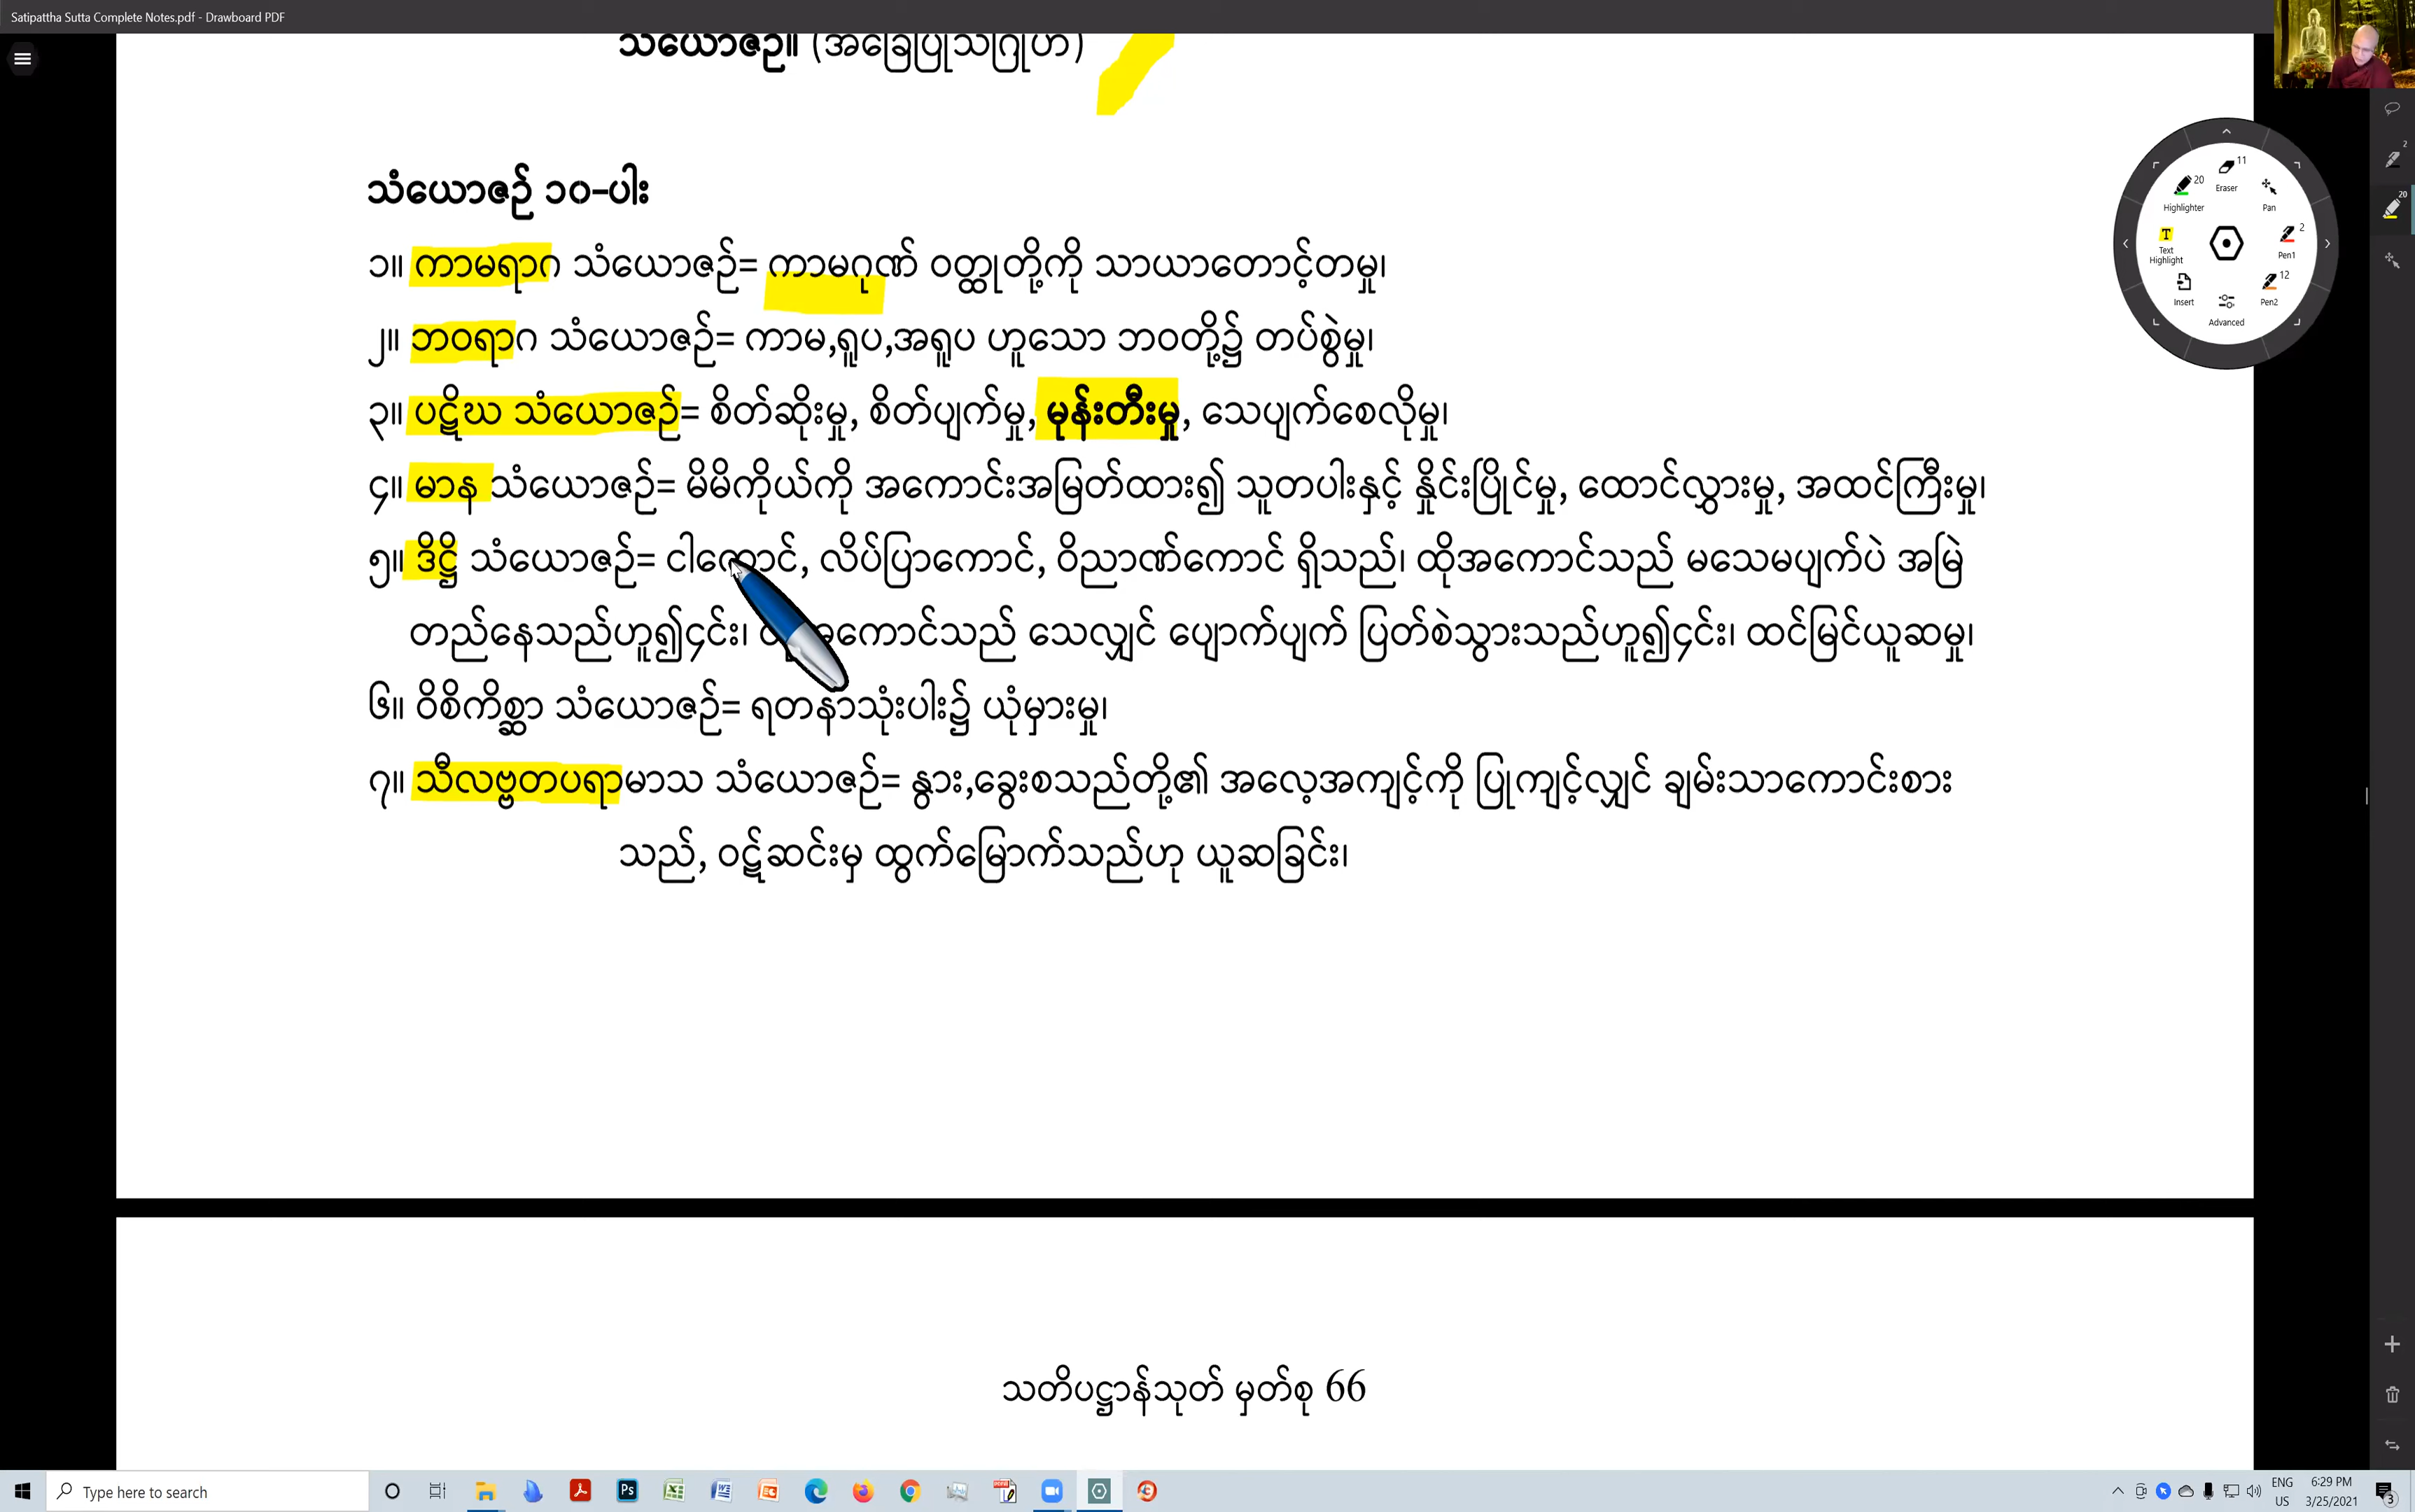 Satipattha Sutta Complete Notes.pdf - Drawboard PDF
သံယောဇဉ်။ (အခြေပြုသင်္ဂြိုဟ်)
သံယောဇဉ် ၁၀-ပါး
၁။ ကာမရာဂ သံယောဇဉ်= ကာမဂုဏ် ဝတ္ထုတို့ကို သာယာတောင့်တမှု၊
၂။ ဘဝရာဂ သံယောဇဉ်= ကာမ,ရူပ,အရူပ ဟူသော ဘဝတို့၌ တပ်စွဲမှု၊
၃။ ပဋိဃ သံယောဇဉ်= စိတ်ဆိုးမှု, စိတ်ပျက်မှု, မုန်းတီးမှု, သေပျက်စေလိုမှု၊
၄။ မာန သံယောဇဉ်= မိမိကိုယ်ကို အကောင်းအမြတ်ထား၍ သူတပါးနှင့် နှိုင်းပြိုင်မှု, ထောင်လွှားမှု, အထင်ကြီးမှု၊
၅။ ဒိဋ္ဌိ သံယောဇဉ်= ငါကောင်, လိပ်ပြာကောင်, ဝိညာဏ်ကောင် ရှိသည်၊ ထိုအကောင်သည် မသေမပျက်ပဲ အမြဲ
တည်နေသည်ဟူ၍၎င်း၊ ထိုအကောင်သည် သေလျှင် ပျောက်ပျက် ပြတ်စဲသွားသည်ဟူ၍၎င်း၊ ထင်မြင်ယူဆမှု၊
၆။ ဝိစိကိစ္ဆာ သံယောဇဉ်= ရတနာသုံးပါး၌ ယုံမှားမှု၊
၇။ သီလဗ္ဗတပရာမာသ သံယောဇဉ်= နွား,ခွေးစသည်တို့၏ အလေ့အကျင့်ကို ပြုကျင့်လျှင် ချမ်းသာကောင်းစား
သည်, ဝဋ်ဆင်းမှ ထွက်မြောက်သည်ဟု ယူဆခြင်း၊
သတိပဋ္ဌာန်သုတ် မှတ်စု 66
11
Eraser
20
Highlighter
Pan
T
Text
Highlight
2
Pen1
Insert
12
Pen2
Advanced
2
20
Type here to search
ENG
US
6:29 PM
3/25/2021
3